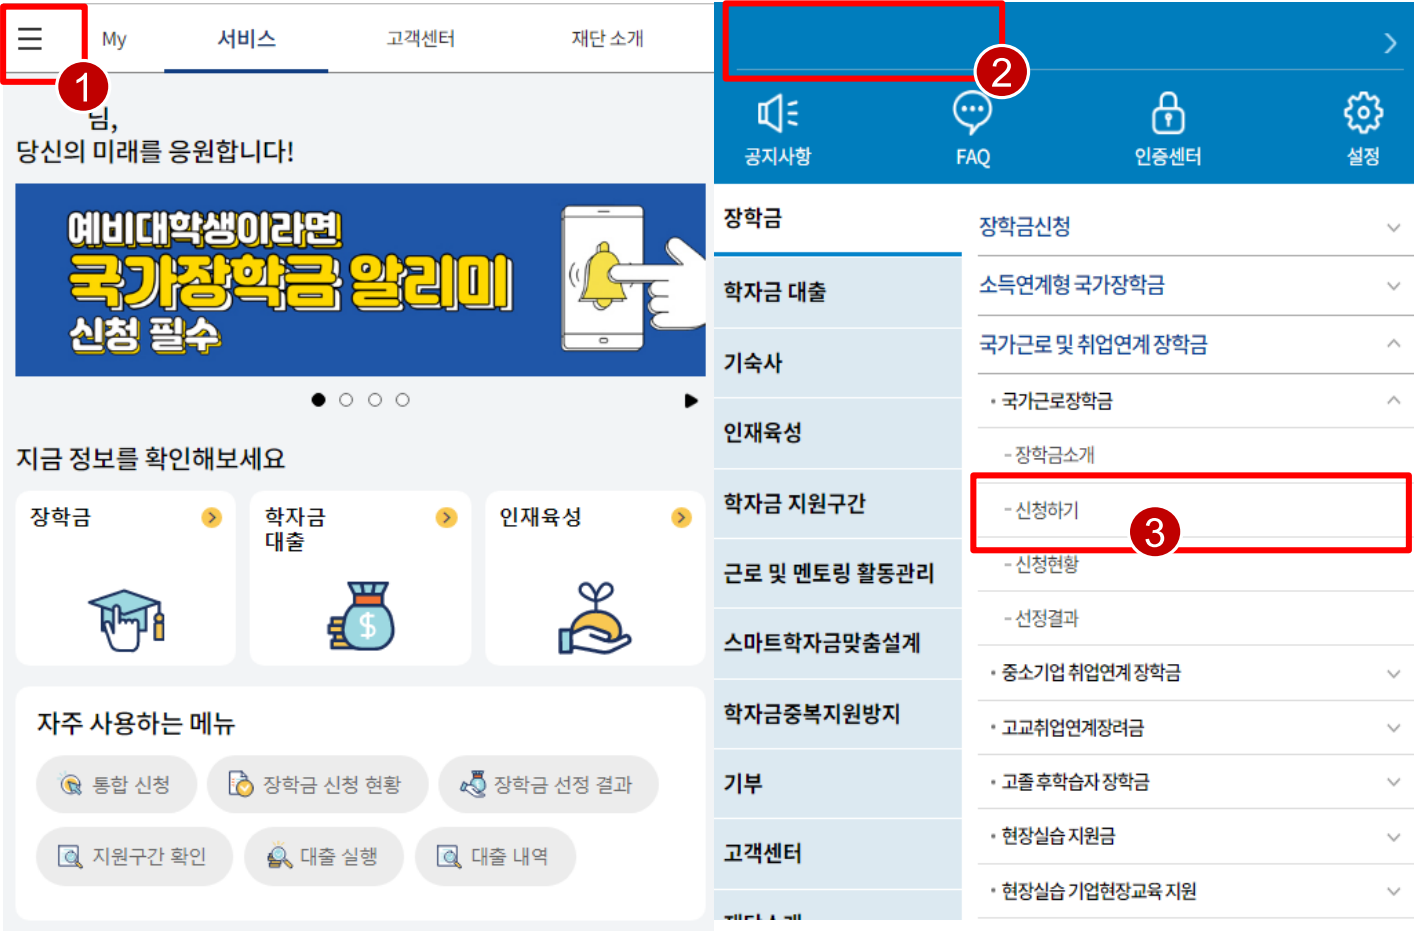 My
서비스
고객센터
재단 소개
1
님,
당신의 미래를 응원합니다!
예비대학생이라면
국가장학금 알리미
신청 필수
지금 정보를 확인해보세요
장학금
학자금
대출
인재육성
$
자주 사용하는 메뉴
통합 신청
장학금 신청 현황
장학금 선정 결과
지원구간 확인
대출 실행
대출 내역
2
공지사항
FAQ
인증센터
설정
장학금
학자금 대출
기숙사
인재육성
학자금 지원구간
근로 및 멘토링 활동관리
스마트학자금맞춤설계
학자금중복지원방지
기부
고객센터
재단소개
장학금신청
소득연계형 국가장학금
국가근로 및 취업연계 장학금
• 국가근로장학금
- 장학금소개
- 신청하기
3
- 신청현황
- 선정결과
• 중소기업 취업연계 장학금
• 고교취업연계장려금
• 고졸 후학습자 장학금
• 현장실습 지원금
• 현장실습 기업현장교육 지원